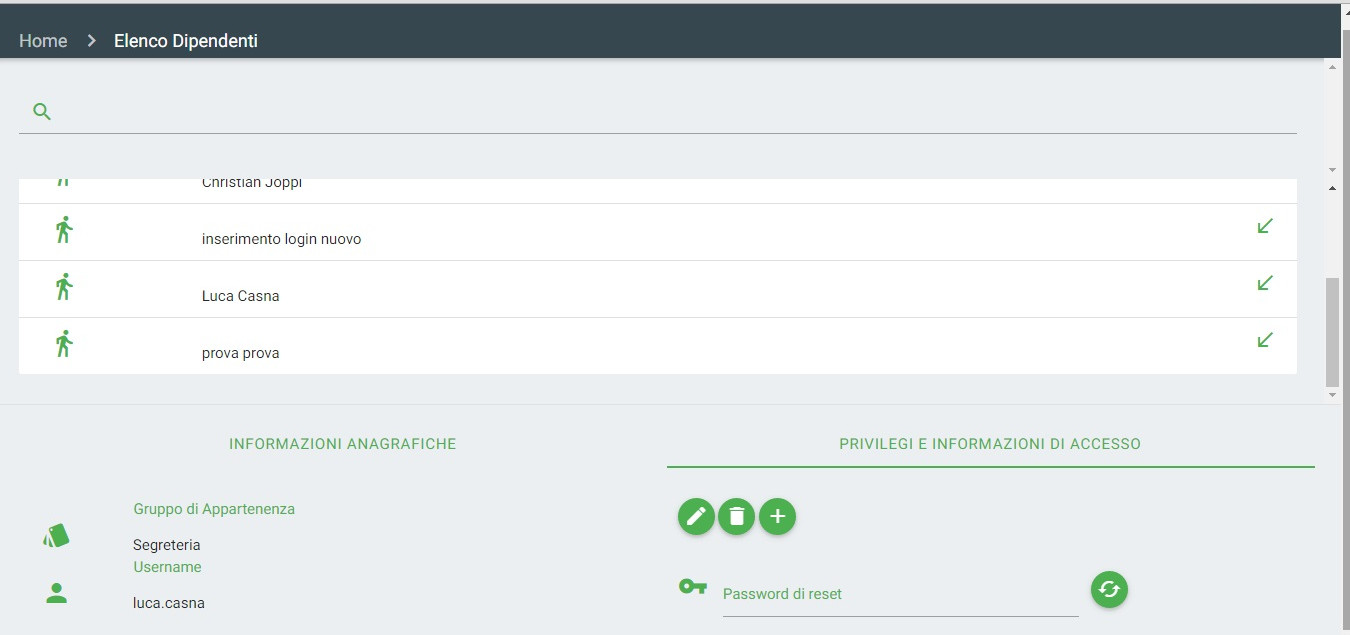 Home > Elenco Dipendenti
Christian Joppi
inserimento login nuovo
Luca Casna
prova prova
INFORMAZIONI ANAGRAFICHE
PRIVILEGI E INFORMAZIONI DI ACCESSO
Gruppo di Appartenenza
Segreteria
Username
luca.casna
Password di reset